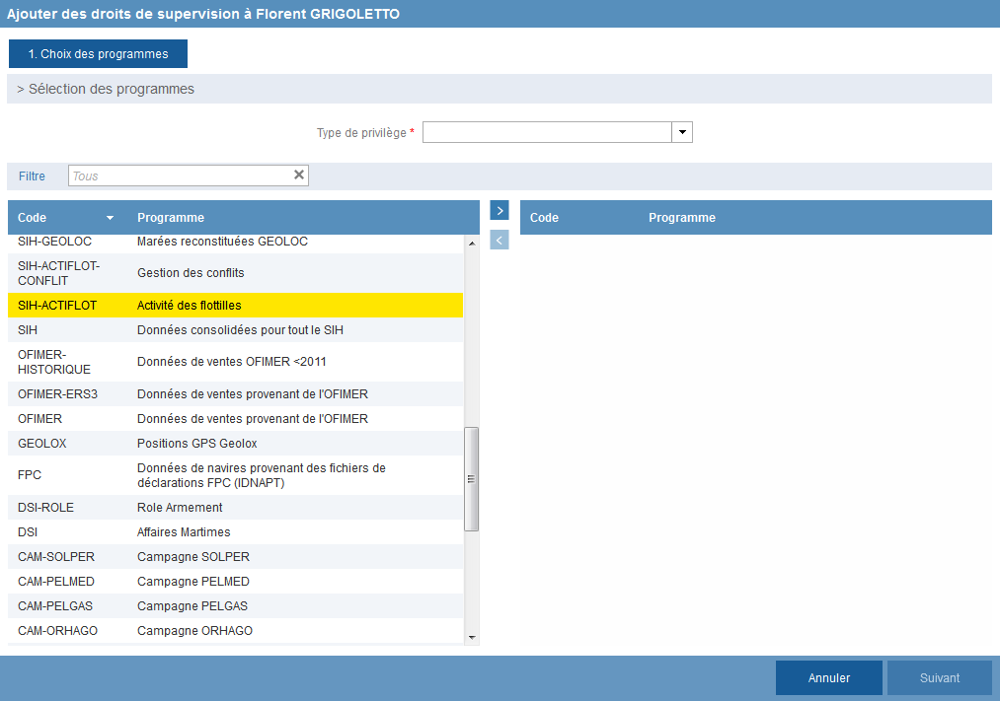 Ajouter des droits de supervision à Florent GRIGOLETTO
1. Choix des programmes
> Sélection des programmes
Type de privilège *
Filtre Tous
Code Programme > Code Programme
<
SIH-GEOLOC Marées reconstituées GEOLOC
SIH-ACTIFLOT-
CONFLIT Gestion des conflits
SIH-ACTIFLOT Activité des flottilles
SIH Données consolidées pour tout le SIH
OFIMER-
HISTORIQUE Données de ventes OFIMER <2011
OFIMER-ERS3 Données de ventes provenant de l'OFIMER
OFIMER Données de ventes provenant de l'OFIMER
GEOLOX Positions GPS Geolox
FPC Données de navires provenant des fichiers de
déclarations FPC (IDNAPT)
DSI-ROLE Role Armement
DSI Affaires Martimes
CAM-SOLPER Campagne SOLPER
CAM-PELMED Campagne PELMED
CAM-PELGAS Campagne PELGAS
CAM-ORHAGO Campagne ORHAGO
Annuler Suivant